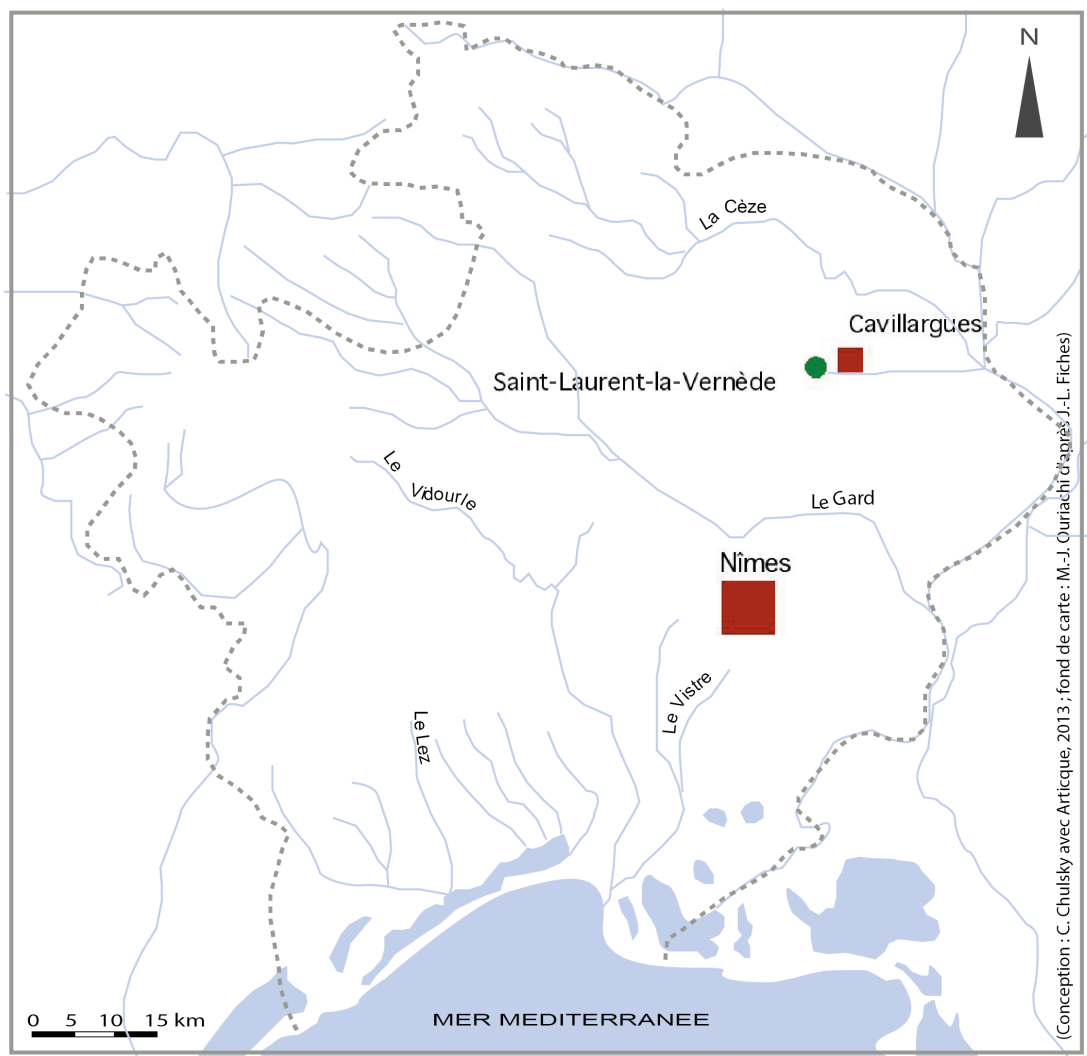 N
La Cèze
Cavillargues
Saint-Laurent-la-Vernède
Le
Vidourle
Le Gard
Nîmes
Le Vistre
Le Lez
0 5 10 15 km
MER MEDITERRANEE
(Conception : C. Chulsky avec Articque, 2013 ; fond de carte : M.-J. Ouriachi d'après J.-L. Fiches)